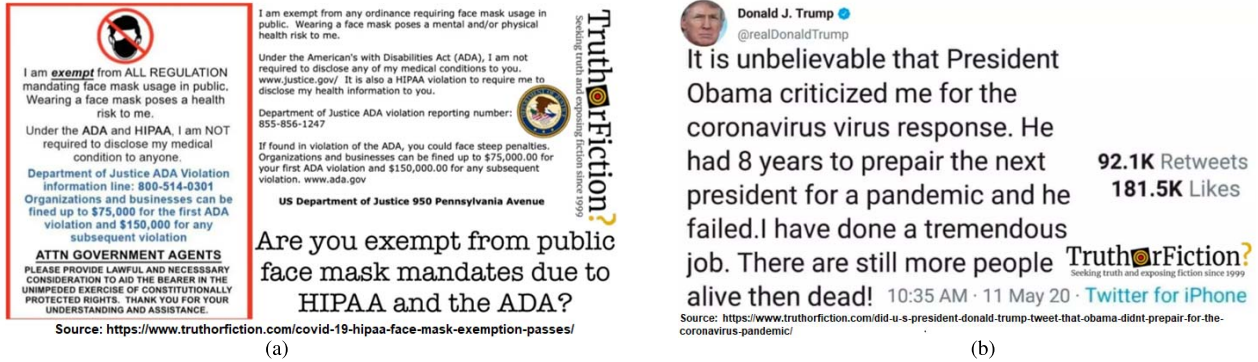 I am exempt from ALL REGULATION
mandating face mask usage in public.
Wearing a face mask poses a health
risk to me.
Under the ADA and HIPAA, I am NOT
required to disclose my medical
condition to anyone.
Department of Justice ADA Violation
information line: 800-514-0301
Organizations and businesses can be
fined up to $75,000 for the first ADA
violation and $150,000 for any
subsequent violation
ATTN GOVERNMENT AGENTS
PLEASE PROVIDE LAWFUL AND NECESSSARY
CONSIDERATION TO AID THE BEARER IN THE
UNIMPEDED EXERCISE OF CONSTITUTIONALLY
PROTECTED RIGHTS. THANK YOU FOR YOUR
UNDERSTANDING AND ASSISTANCE.
I am exempt from any ordinance requiring face mask usage in
public. Wearing a face mask poses a mental and/or physical
health risk to me.
Under the American's with Disabilities Act (ADA), I am not
required to disclose any of my medical conditions to you.
www.justice.gov/ It is also a HIPAA violation to require me to
disclose my health information to you.
Department of Justice ADA violation reporting number:
855-856-1247
If found in violation of the ADA, you could face steep penalties.
Organizations and businesses can be fined up to $75,000.00 for
your first ADA violation and $150,000.00 for any subsequent
violation. www.ada.gov
US Department of Justice 950 Pennsylvania Avenue
TruthorFiction?
Seeking truth and exposing fiction since 1999
Are you exempt from public
face mask mandates due to
HIPAA and the ADA?
Source: https://www.truthorfiction.com/covid-19-hipaa-face-mask-exemption-passes/
(a)
Donald J. Trump
@realDonaldTrump
It is unbelievable that President
Obama criticized me for the
coronavirus virus response. He
had 8 years to prepair the next
president for a pandemic and he
failed.I have done a tremendous
job. There are still more people
alive then dead! 10:35 AM · 11 May 20 · Twitter for iPhone
92.1K Retweets
181.5K Likes
TruthorFiction?
Seeking truth and exposing fiction since 1999
Source: https://www.truthorfiction.com/did-u-s-president-donald-trump-tweet-that-obama-didnt-prepair-for-the-
coronavirus-pandemic/
(b)